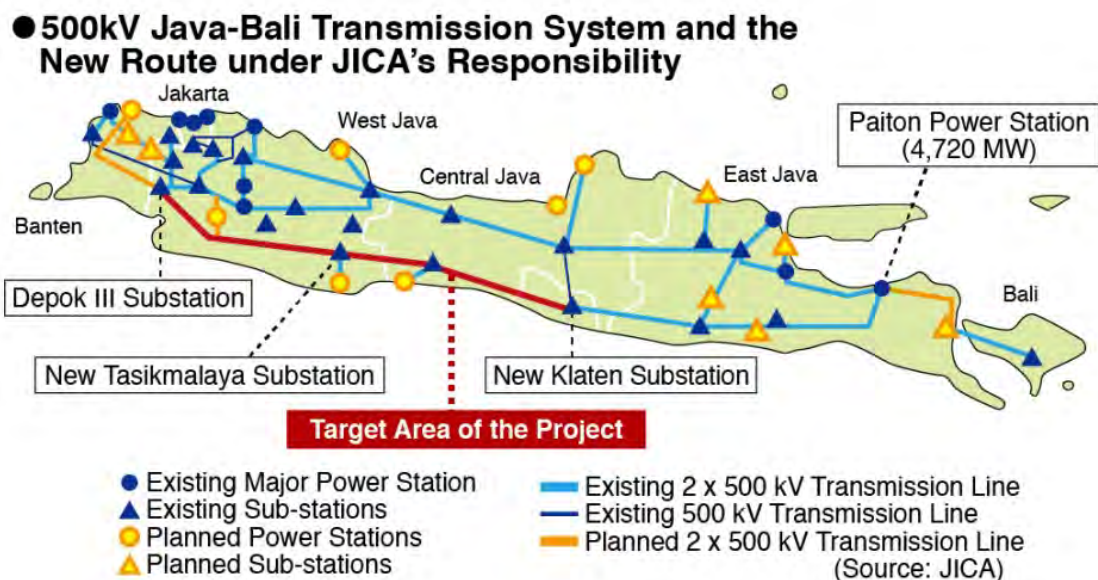 ● 500kV Java-Bali Transmission System and the
New Route under JICA's Responsibility
Jakarta
West Java
Central Java
East Java
Paiton Power Station
(4,720 MW)
Banten
Bali
Depok III Substation
New Tasikmalaya Substation
New Klaten Substation
Target Area of the Project
Existing Major Power Station
Existing Sub-stations
Planned Power Stations
Planned Sub-stations
Existing 2 x 500 kV Transmission Line
Existing 500 kV Transmission Line
Planned 2 x 500 kV Transmission Line
(Source: JICA)